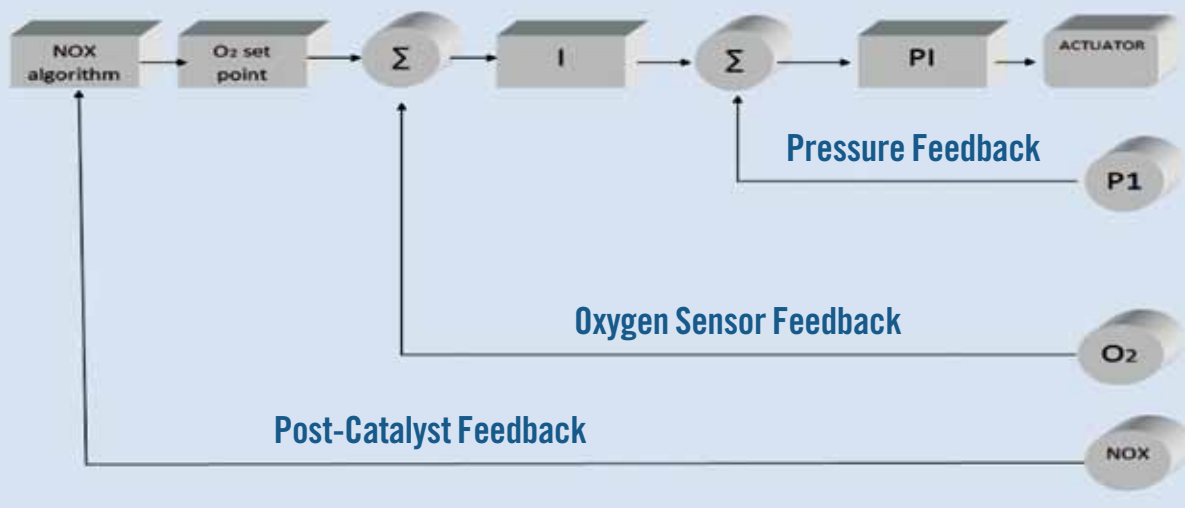 NOX
algorithm
O₂ set
point
Σ
I
Σ
PI
ACTUATOR
Pressure Feedback
P1
Oxygen Sensor Feedback
O₂
Post-Catalyst Feedback
NOX